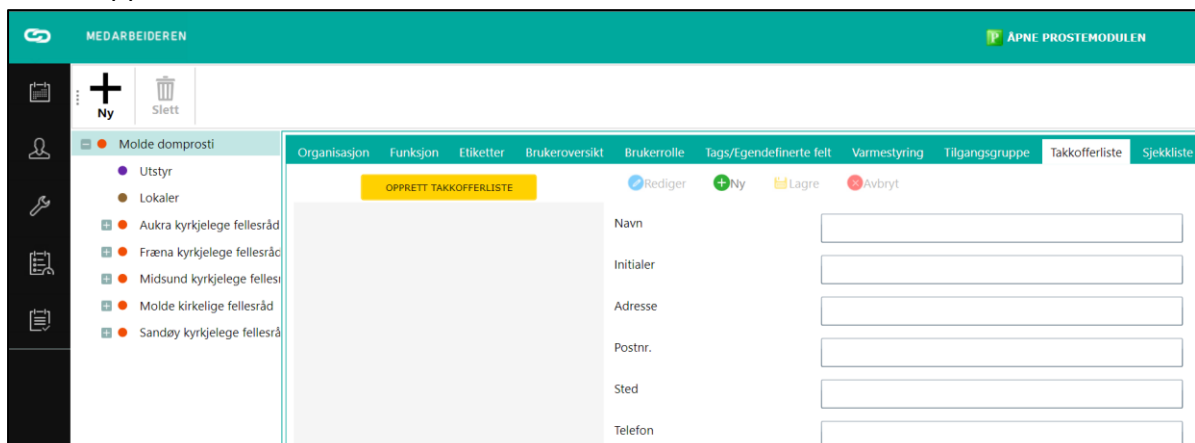 MEDARBEIDEREN
P ÅPNE PROSTEMODULEN
Ny
Slett
Molde domprosti
Utstyr
Lokaler
Aukra kyrkjelege fellesråd
Fræna kyrkjelege fellesråd
Midsund kyrkjelege fellesr
Molde kirkelige fellesråd
Sandøy kyrkjelege fellesrå
Organisasjon Funksjon Etiketter Brukeroversikt Brukerrolle Tags/Egendefinerte felt Varmestyring Tilgangsgruppe Takkofferliste Sjekkliste
OPPRETT TAKKOFFERLISTE
Rediger Ny Lagre Avbryt
Navn
Initialer
Adresse
Postnr.
Sted
Telefon